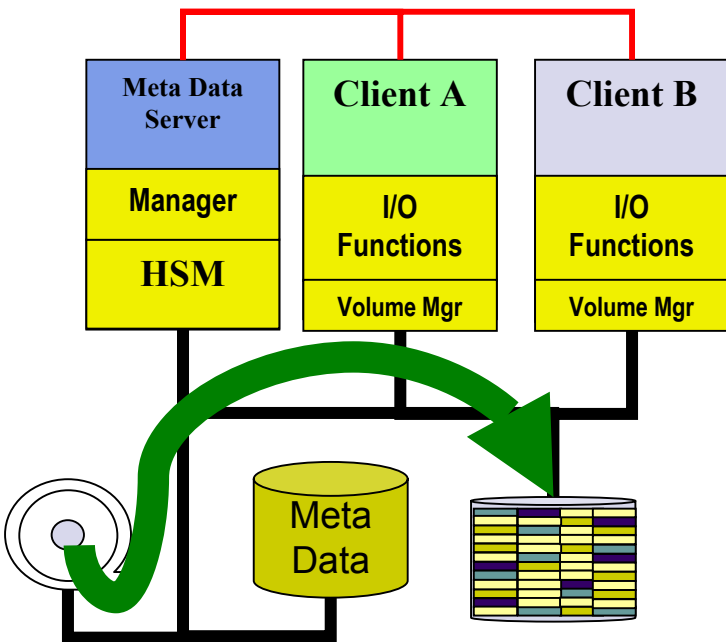 Meta Data
Server
Manager
HSM
Client A
I/O
Functions
Volume Mgr
Client B
I/O
Functions
Volume Mgr
Meta
Data